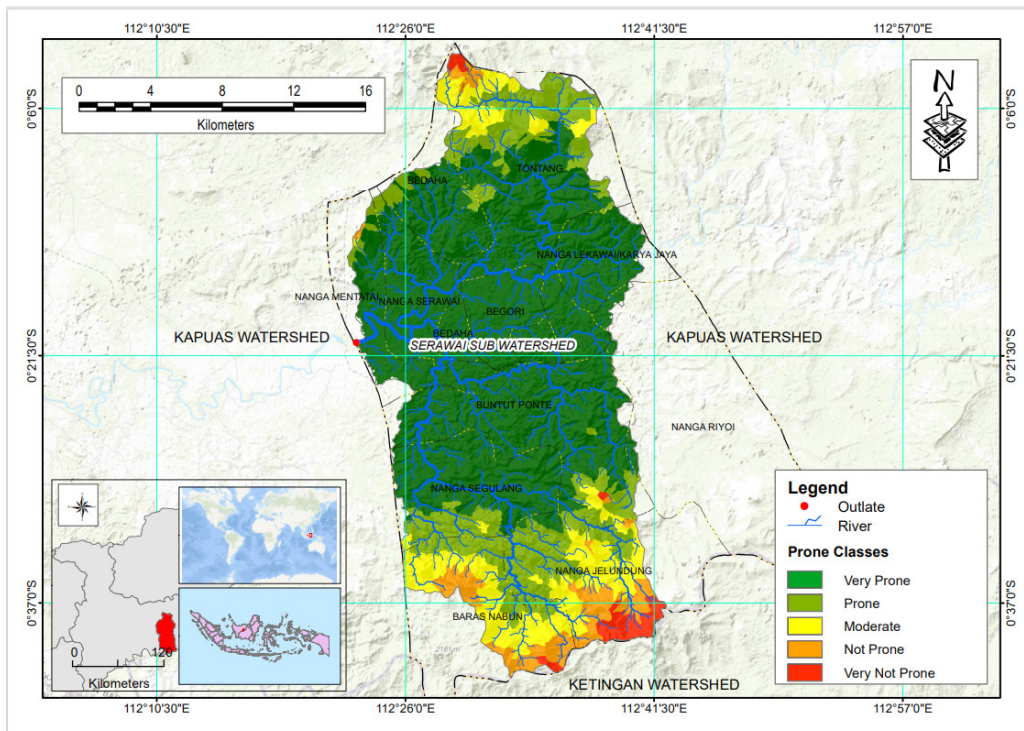 112°10'30"E 112°26'0"E 112°41'30"E 112°57'0"E
0 4 8 12 16
Kilometers
N
0°6'0"S 0°6'0"S
TONTANG
BEDAHA
NANGA LEKAWAI/KARYA JAYA
NANGA MENTATAI NANGA SERAWAI
BEGORI
KAPUAS WATERSHED BEDAHA KAPUAS WATERSHED
SERAWAI SUB WATERSHED
0°21'30"S 0°21'30"S
BUNTUT PONTE
NANGA RIYOI
NANGA SEGULANG
NANGA JELUNDUNG
0°37'0"S 0°37'0"S
BARAS NABUN
KETINGAN WATERSHED
0 120
Kilometers
Legend
Outlate
River
Prone Classes
Very Prone
Prone
Moderate
Not Prone
Very Not Prone
112°10'30"E 112°26'0"E 112°41'30"E 112°57'0"E